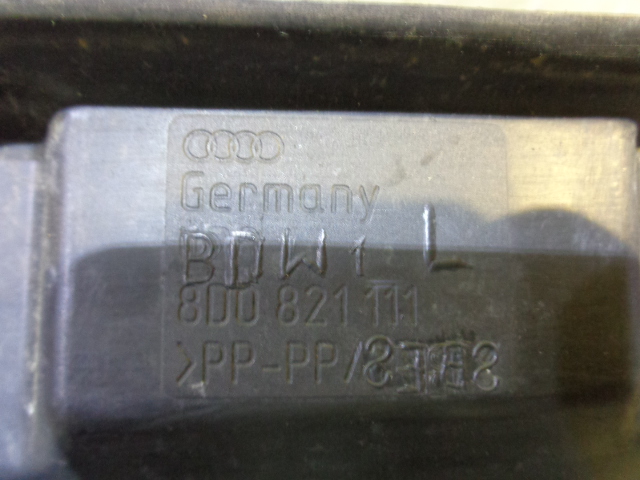 Germany
BDW1 L
8D0 821 111
>PP-PP/